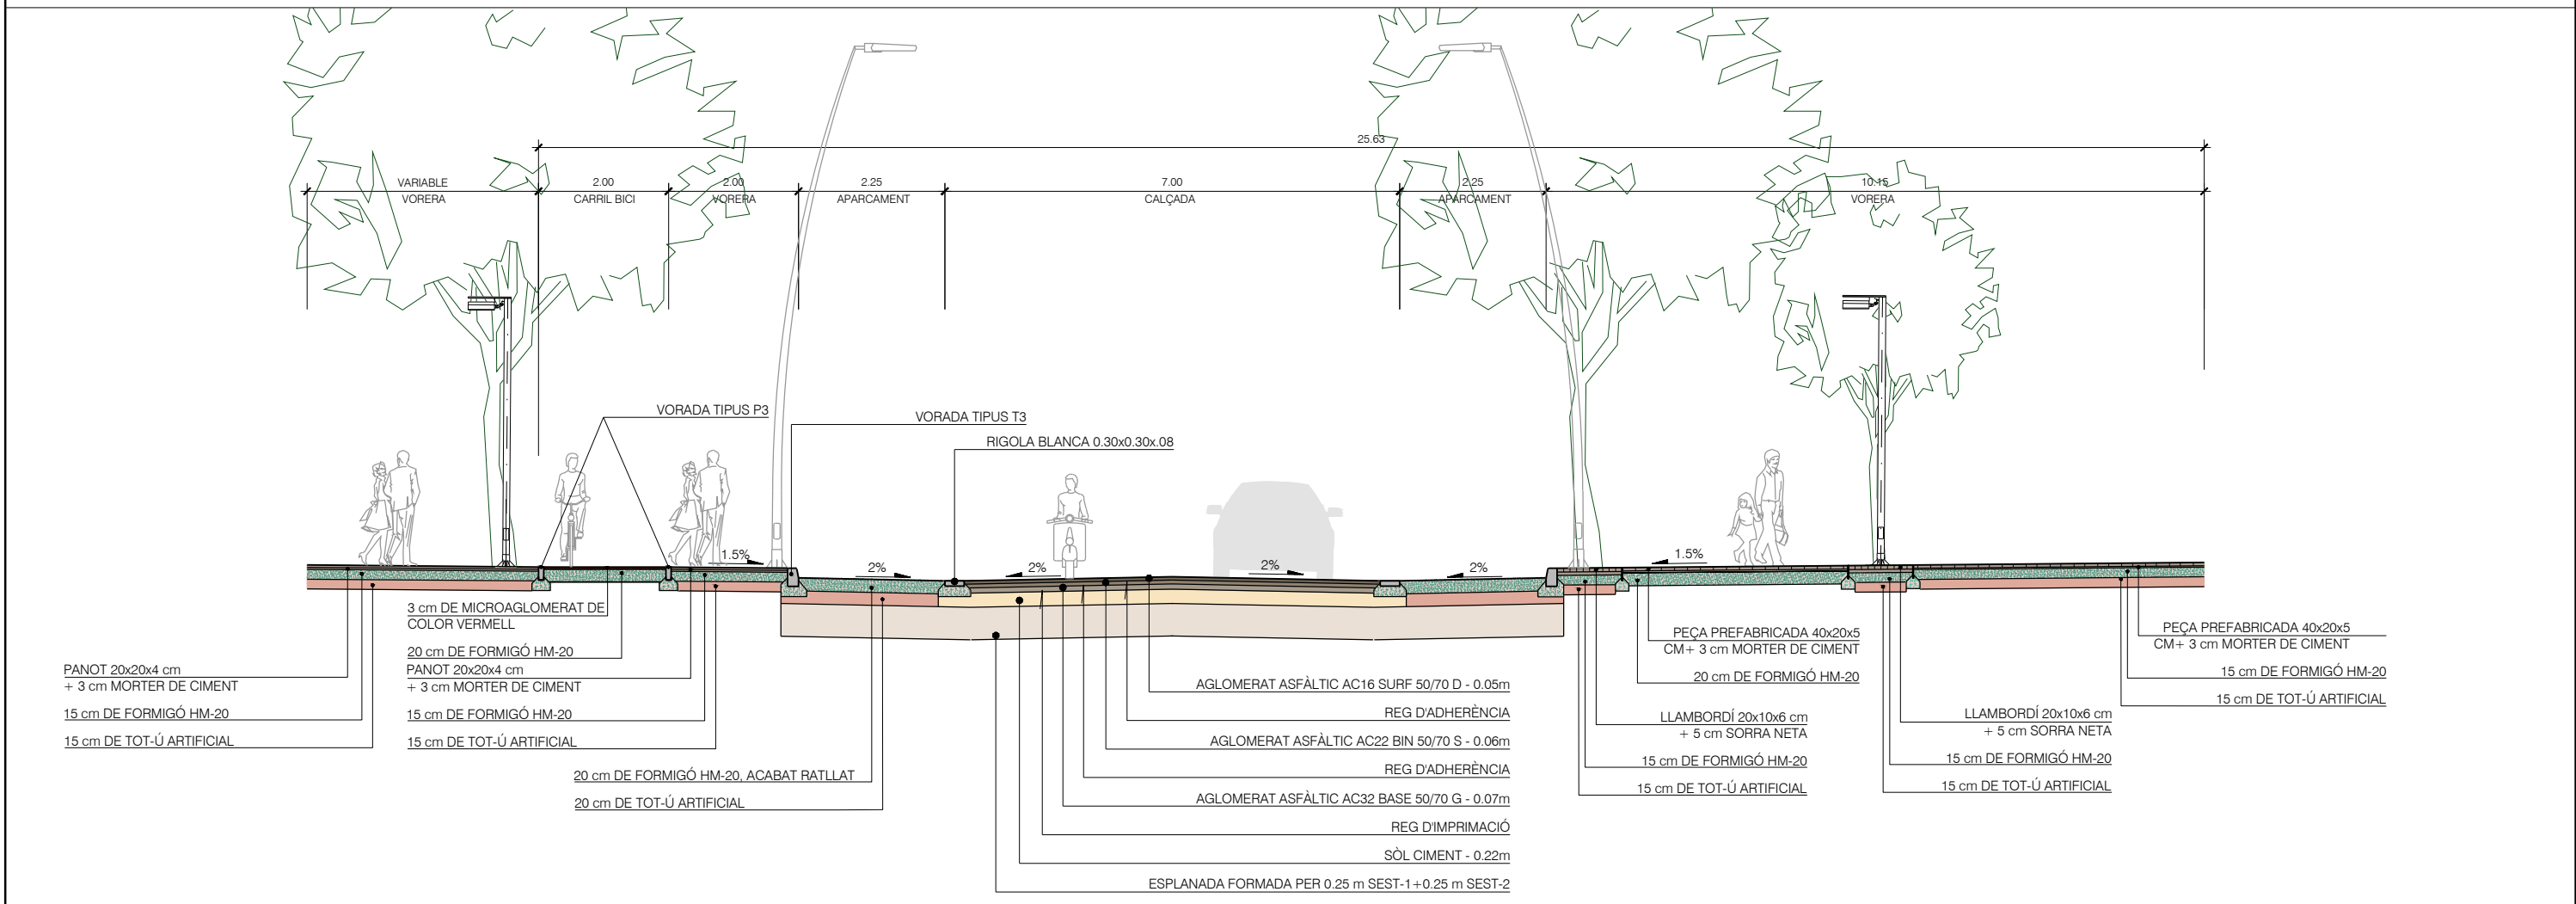 25.63
VARIABLE
VORERA
2.00
CARRIL BICI
2.00
VORERA
2.25
APARCAMENT
7.00
CALÇADA
2.25
APARCAMENT
10.15
VORERA
VORADA TIPUS P3
VORADA TIPUS T3
RIGOLA BLANCA 0.30x0.30x.08
1.5%
2%
2%
2%
2%
1.5%
PANOT 20x20x4 cm
+ 3 cm MORTER DE CIMENT
15 cm DE FORMIGÓ HM-20
15 cm DE TOT-Ú ARTIFICIAL
3 cm DE MICROAGLOMERAT DE
COLOR VERMELL
20 cm DE FORMIGÓ HM-20
PANOT 20x20x4 cm
+ 3 cm MORTER DE CIMENT
15 cm DE FORMIGÓ HM-20
15 cm DE TOT-Ú ARTIFICIAL
20 cm DE FORMIGÓ HM-20, ACABAT RATLLAT
20 cm DE TOT-Ú ARTIFICIAL
AGLOMERAT ASFÀLTIC AC16 SURF 50/70 D - 0.05m
REG D'ADHERÈNCIA
AGLOMERAT ASFÀLTIC AC22 BIN 50/70 S - 0.06m
REG D'ADHERÈNCIA
AGLOMERAT ASFÀLTIC AC32 BASE 50/70 G - 0.07m
REG D'IMPRIMACIÓ
SÒL CIMENT - 0.22m
ESPLANADA FORMADA PER 0.25 m SEST-1+0.25 m SEST-2
PEÇA PREFABRICADA 40x20x5
CM+ 3 cm MORTER DE CIMENT
20 cm DE FORMIGÓ HM-20
LLAMBORDÍ 20x10x6 cm
+ 5 cm SORRA NETA
15 cm DE FORMIGÓ HM-20
15 cm DE TOT-Ú ARTIFICIAL
LLAMBORDÍ 20x10x6 cm
+ 5 cm SORRA NETA
15 cm DE FORMIGÓ HM-20
15 cm DE TOT-Ú ARTIFICIAL
PEÇA PREFABRICADA 40x20x5
CM+ 3 cm MORTER DE CIMENT
15 cm DE FORMIGÓ HM-20
15 cm DE TOT-Ú ARTIFICIAL